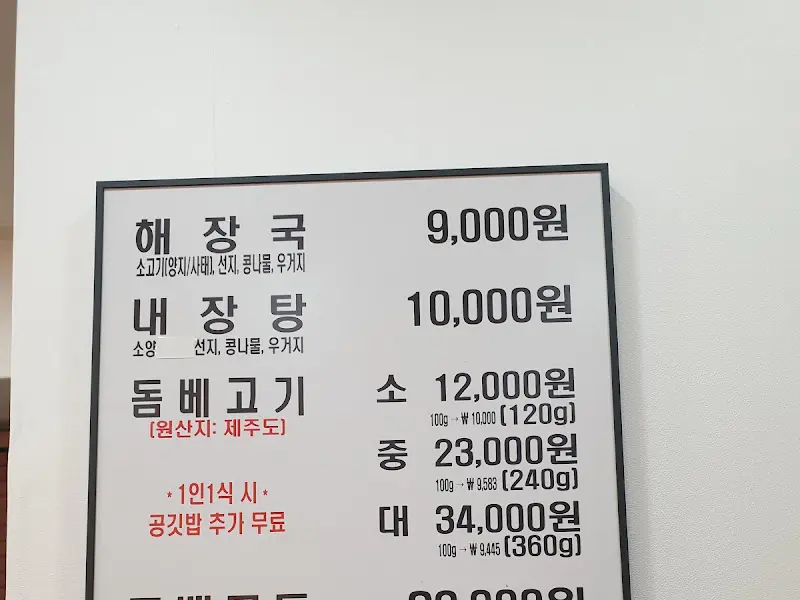 해장국 9,000원
소고기(양지/사태), 선지, 콩나물, 우거지
내장탕 10,000원
소양 선지, 콩나물, 우거지
돔베고기 소 12,000원
(원산지: 제주도) 100g→₩10,000 (120g)
중 23,000원
100g→₩9,583 (240g)
*1인1식 시*
공깃밥 추가 무료
대 34,000원
100g→₩9,445 (360g)